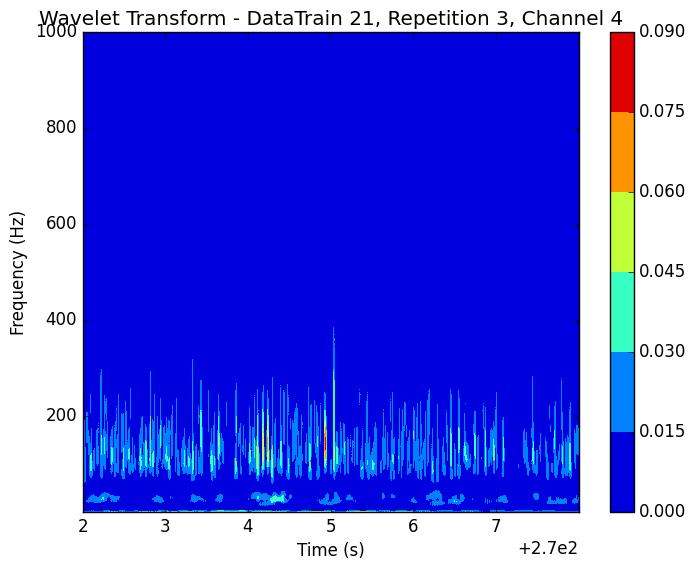 Wavelet Transform - DataTrain 21, Repetition 3, Channel 4
1000
800
600
400
200
Frequency (Hz)
2 3 4 5 6 7
Time (s)
+2.7e2
0.090
0.075
0.060
0.045
0.030
0.015
0.000